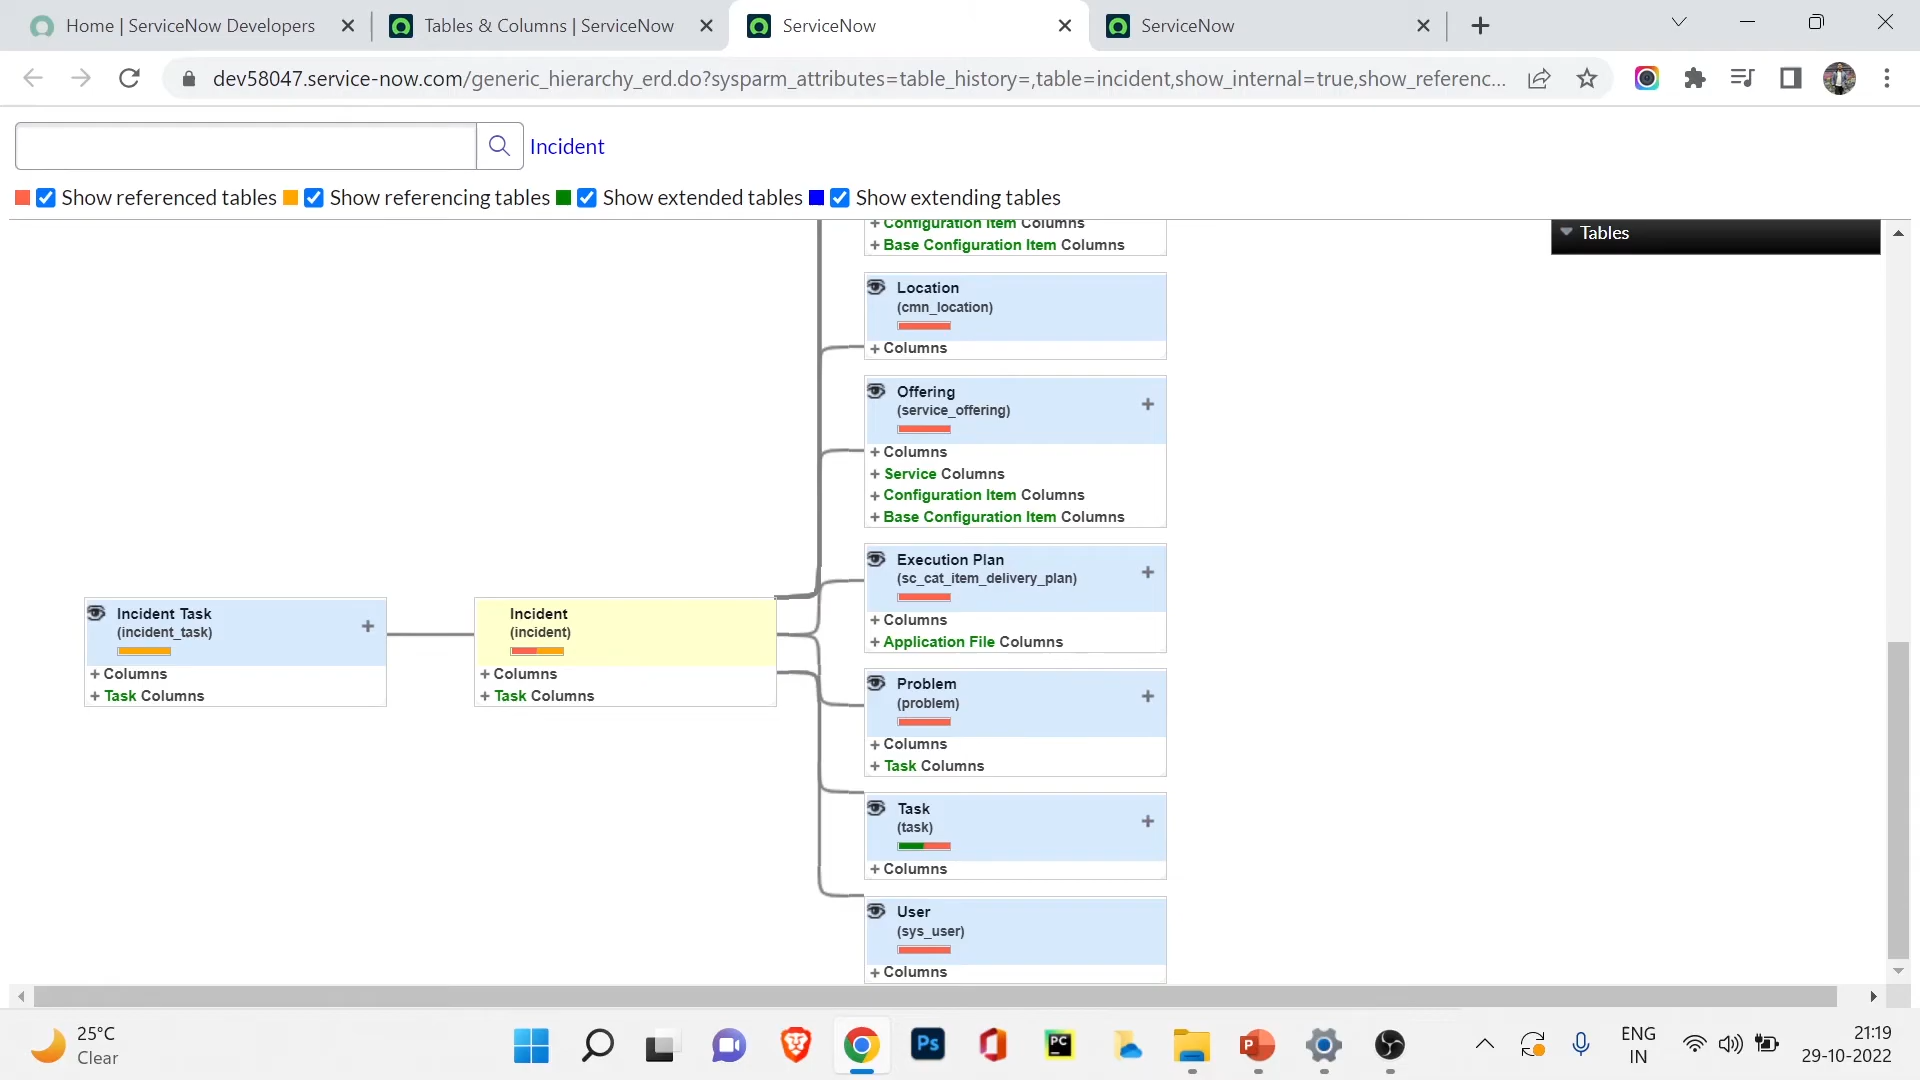 Home | ServiceNow Developers
Tables & Columns | ServiceNow
ServiceNow
ServiceNow
dev58047.service-now.com/generic_hierarchy_erd.do?sysparm_attributes=table_history=,table=incident,show_internal=true,show_referenc...
Incident
Show referenced tables Show referencing tables Show extended tables Show extending tables
Tables
+ Configuration Item Columns
+ Base Configuration Item Columns
Location
(cmn_location)
+ Columns
Offering
(service_offering)
+
+ Columns
+ Service Columns
+ Configuration Item Columns
+ Base Configuration Item Columns
Execution Plan
(sc_cat_item_delivery_plan)
+
+ Columns
+ Application File Columns
Incident Task
(incident_task)
+
+ Columns
+ Task Columns
Incident
(incident)
+ Columns
+ Task Columns
Problem
(problem)
+
+ Columns
+ Task Columns
Task
(task)
+
+ Columns
User
(sys_user)
+ Columns
25°C
Clear
Ps
PC
P
ENG
IN
21:19
29-10-2022